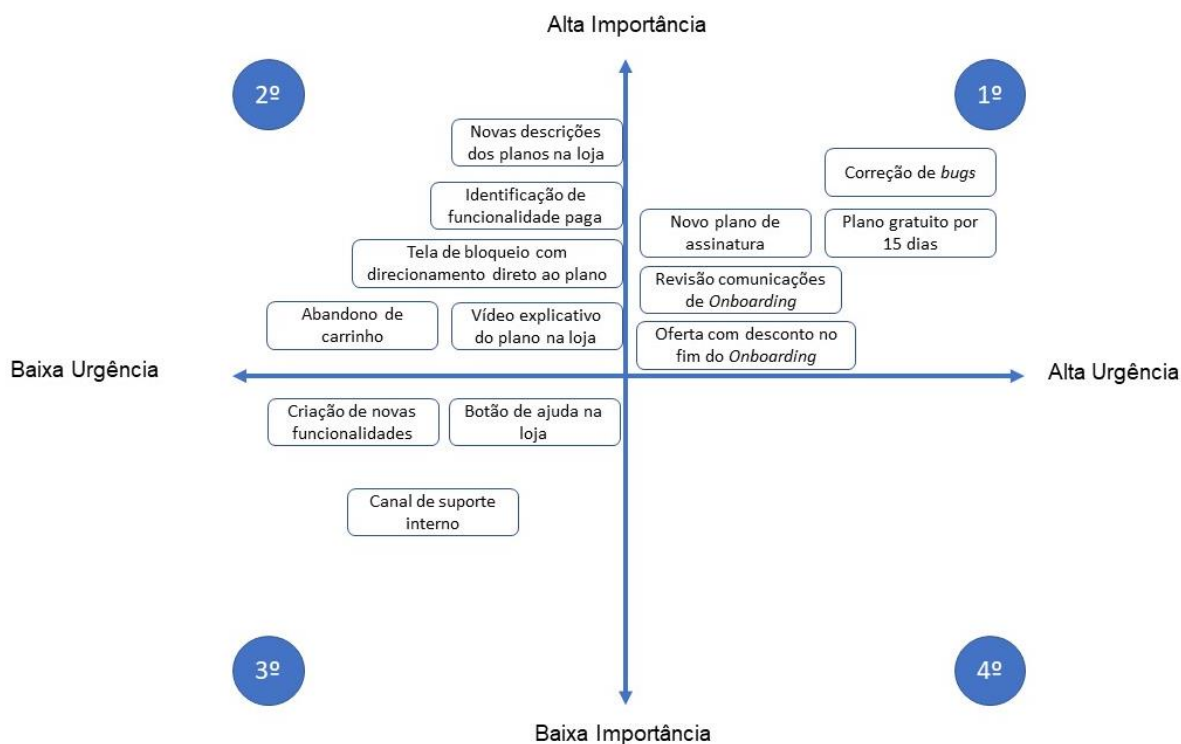 Alta Importância
2º
1º
Novas descrições
dos planos na loja
Correção de bugs
Identificação de
funcionalidade paga
Novo plano de
assinatura
Plano gratuito por
15 dias
Tela de bloqueio com
direcionamento direto ao plano
Revisão comunicações
de Onboarding
Abandono de
carrinho
Vídeo explicativo
do plano na loja
Oferta com desconto no
fim do Onboarding
Baixa Urgência
Alta Urgência
Criação de novas
funcionalidades
Botão de ajuda na
loja
Canal de suporte
interno
3º
4º
Baixa Importância